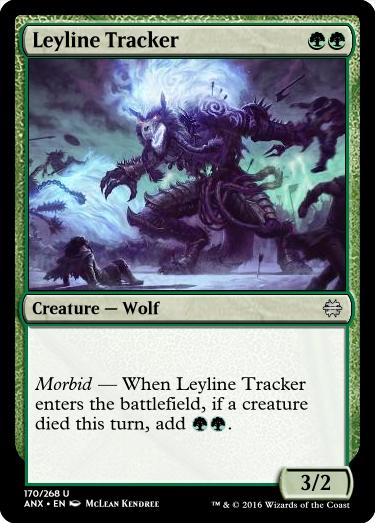 Leyline Tracker
Creature — Wolf
Morbid — When Leyline Tracker
enters the battlefield, if a creature
died this turn, add .
3/2
170/268 U
ANX • EN McLean Kendree
™ & © 2016 Wizards of the Coast